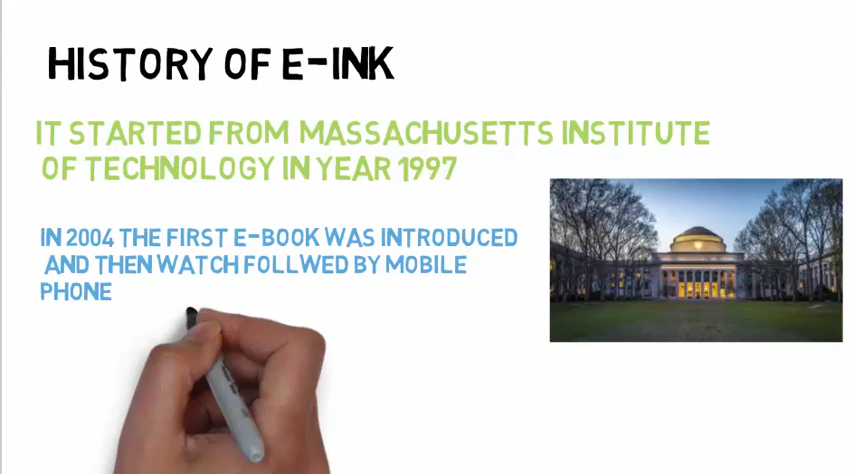 HISTORY OF E-INK
IT STARTED FROM MASSACHUSETTS INSTITUTE
OF TECHNOLOGY IN YEAR 1997
IN 2004 THE FIRST E-BOOK WAS INTRODUCED
AND THEN WATCH FOLLWED BY MOBILE
PHONE